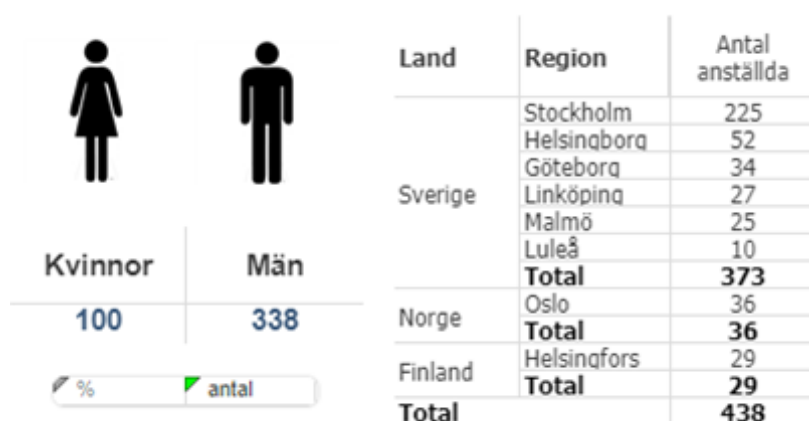 Kvinnor Män
100 338
% antal
Land Region Antal anställda
Sverige Stockholm 225
Helsingborg 52
Göteborg 34
Linköping 27
Malmö 25
Luleå 10
Total 373
Norge Oslo 36
Total 36
Finland Helsingfors 29
Total 29
Total 438